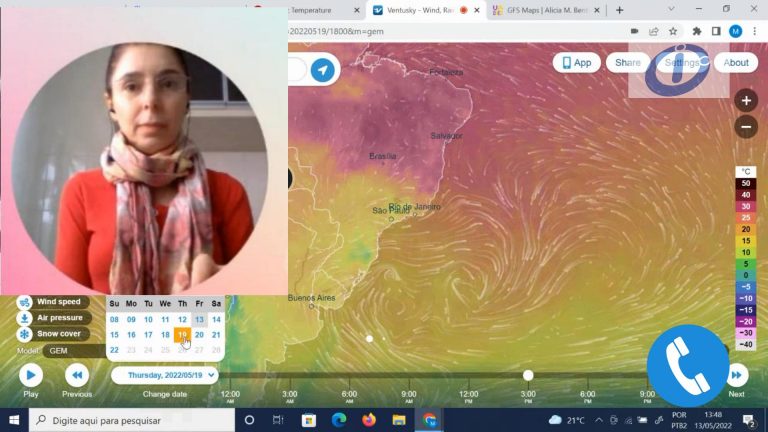 Temperature
Ventusky - Wind, Ra
GFS Maps | Alicia M. Bent
20220519/1800&m=gem
App
Share
Settings
About
Fortaleza
Salvador
Brasília
Rio de Janeiro
São Paulo
Buenos Aires
°C
50
40
30
25
20
15
10
5
0
−5
−10
−15
−20
−30
−40
Wind speed
Air pressure
Snow cover
Model: GEM
Su Mo Tu We Th Fr Sa
08 09 10 11 12 13 14
15 16 17 18 19 20 21
22 23 24 25 26 27 28
Play
Previous
Thursday, 2022/05/19
Change date
12:00 AM
3:00 AM
6:00 AM
9:00 AM
12:00 PM
3:00 PM
6:00 PM
9:00
Next
Digite aqui para pesquisar
21°C
POR
PTB2
13:48
13/05/2022
2